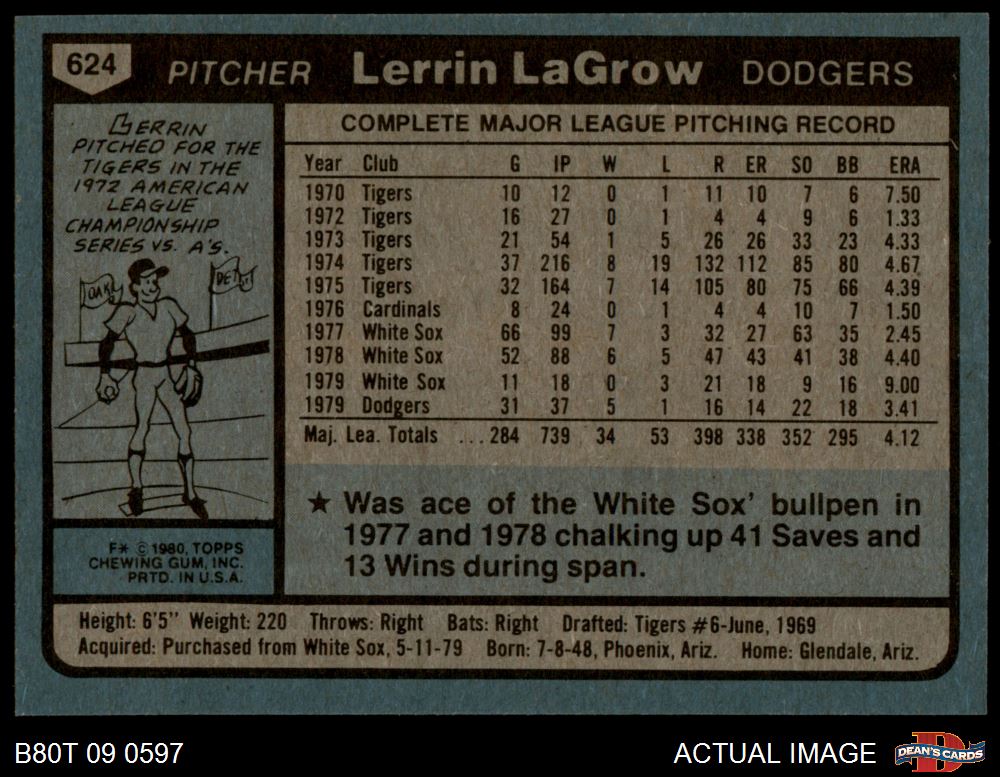 624 PITCHER Lerrin LaGrow DODGERS
LERRIN
PITCHED FOR THE
TIGERS IN THE
1972 AMERICAN
LEAGUE
CHAMPIONSHIP
SERIES VS. A'S.
OAK
COMPLETE MAJOR LEAGUE PITCHING RECORD
Year Club G IP W L R ER SO BB ERA
1970 Tigers 10 12 0 1 11 10 7 6 7.50
1972 Tigers 16 27 0 1 4 4 9 6 1.33
1973 Tigers 21 54 1 5 26 26 33 23 4.33
1974 Tigers 37 216 8 19 132 112 85 80 4.67
1975 Tigers 32 164 7 14 105 80 75 66 4.39
1976 Cardinals 8 24 0 1 4 4 10 7 1.50
1977 White Sox 66 99 7 3 32 27 63 35 2.45
1978 White Sox 52 88 6 5 47 43 41 38 4.40
1979 White Sox 11 18 0 3 21 18 9 16 9.00
1979 Dodgers 31 37 5 1 16 14 22 18 3.41
Maj. Lea. Totals ...284 739 34 53 398 338 352 295 4.12
★ Was ace of the White Sox' bullpen in
1977 and 1978 chalking up 41 Saves and
13 Wins during span.
F* © 1980, TOPPS
CHEWING GUM, INC.
PRTD. IN U.S.A.
Height: 6'5" Weight: 220 Throws: Right Bats: Right Drafted: Tigers #6-June, 1969
Acquired: Purchased from White Sox, 5-11-79 Born: 7-8-48, Phoenix, Ariz. Home: Glendale, Ariz.
B80T 09 0597 ACTUAL IMAGE DEAN'S CARDS